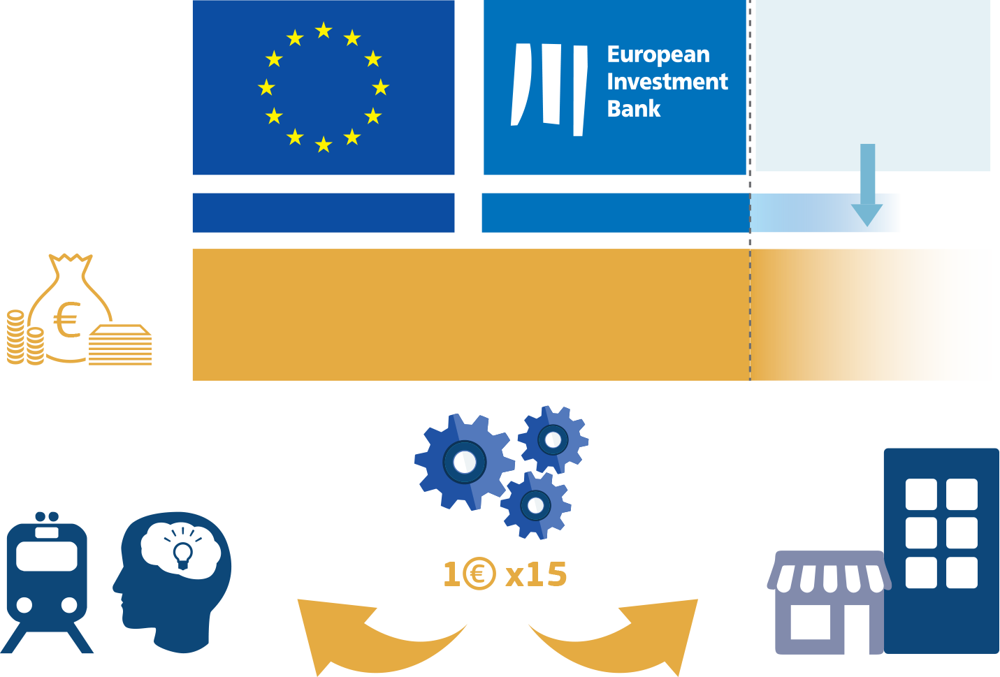 European
Investment
Bank
€
1€ x15